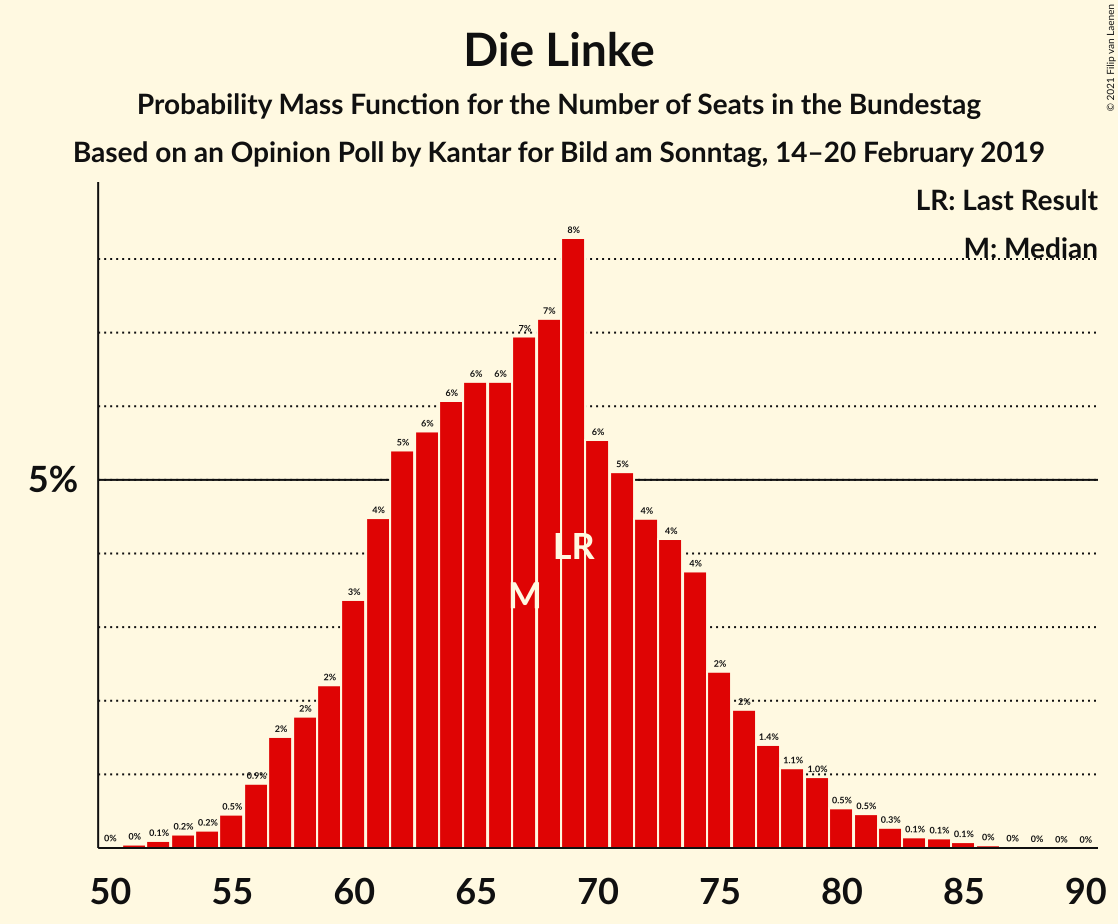 Die Linke
Probability Mass Function for the Number of Seats in the Bundestag
Based on an Opinion Poll by Kantar for Bild am Sonntag, 14–20 February 2019
© 2021 Filip van Laenen
LR: Last Result
M: Median
5%
0% 0% 0.1% 0.2% 0.2% 0.5% 0.9% 2% 2% 2% 3% 4% 5% 6% 6% 6% 6% 7% 7% 8% 6% 5% 4% 4% 4% 2% 2% 1.4% 1.1% 1.0% 0.5% 0.5% 0.3% 0.1% 0.1% 0.1% 0% 0% 0% 0% 0%
LR
M
50 55 60 65 70 75 80 85 90